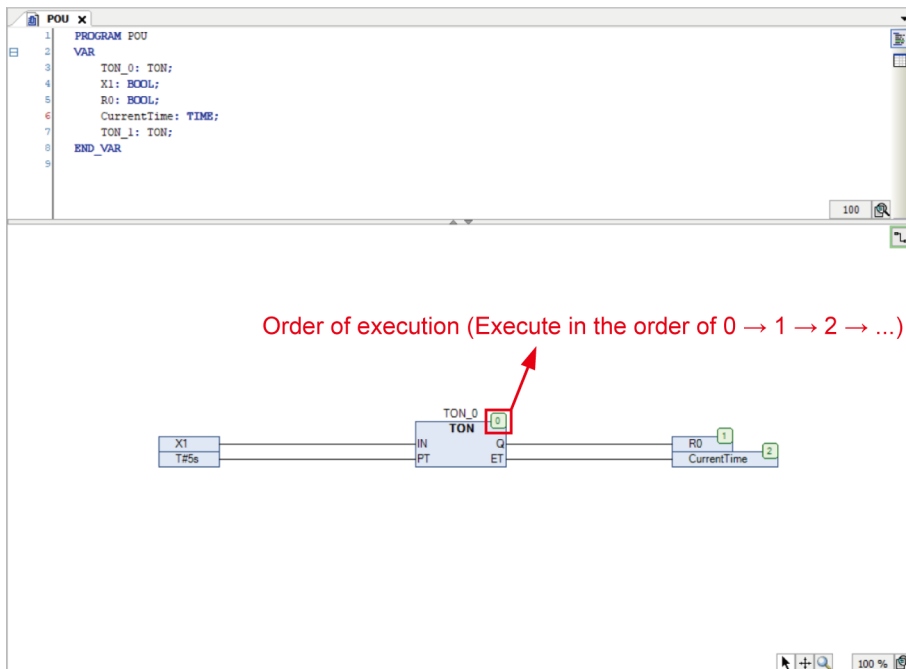 POU
1 PROGRAM POU
2 VAR
3 TON_0: TON;
4 X1: BOOL;
5 R0: BOOL;
6 CurrentTime: TIME;
7 TON_1: TON;
8 END_VAR
9
100
Order of execution (Execute in the order of 0 → 1 → 2 → ...)
TON_0
0
TON
X1 IN Q R0 1
T#5s PT ET CurrentTime 2
100 %